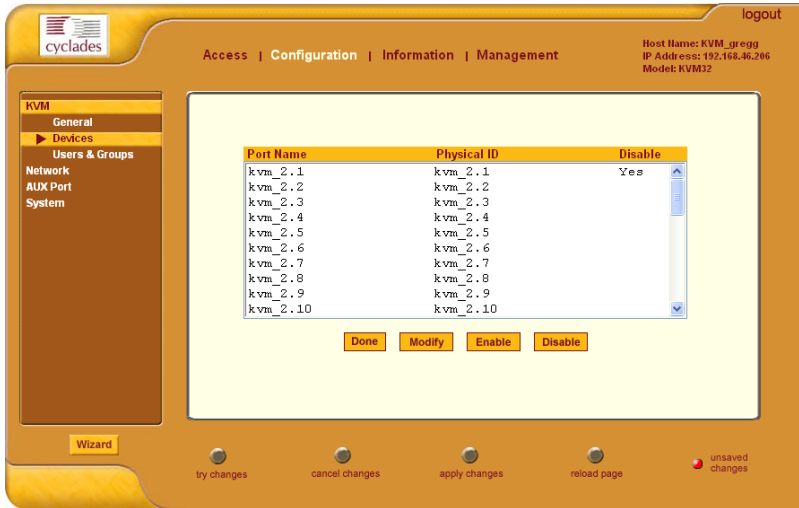 logout
cyclades
Access | Configuration | Information | Management
Host Name: KVM_gregg
IP Address: 192.168.46.206
Model: KVM32
KVM
General
Devices
Users & Groups
Network
AUX Port
System
Port Name Physical ID Disable
kvm_2.1 kvm_2.1 Yes
kvm_2.2 kvm_2.2
kvm_2.3 kvm_2.3
kvm_2.4 kvm_2.4
kvm_2.5 kvm_2.5
kvm_2.6 kvm_2.6
kvm_2.7 kvm_2.7
kvm_2.8 kvm_2.8
kvm_2.9 kvm_2.9
kvm_2.10 kvm_2.10
Done Modify Enable Disable
Wizard
try changes cancel changes apply changes reload page
unsaved
changes